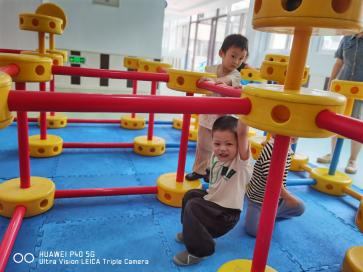 HUAWEI P40 5G
Ultra Vision LEICA Triple Camera